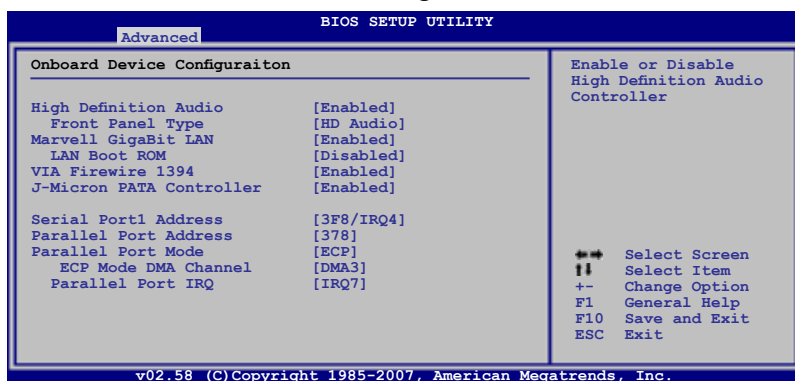 BIOS SETUP UTILITY
Advanced
Onboard Device Configuraiton
High Definition Audio [Enabled]
Front Panel Type [HD Audio]
Marvell GigaBit LAN [Enabled]
LAN Boot ROM [Disabled]
VIA Firewire 1394 [Enabled]
J-Micron PATA Controller [Enabled]
Serial Port1 Address [3F8/IRQ4]
Parallel Port Address [378]
Parallel Port Mode [ECP]
ECP Mode DMA Channel [DMA3]
Parallel Port IRQ [IRQ7]
Enable or Disable
High Definition Audio
Controller
Select Screen
Select Item
+- Change Option
F1 General Help
F10 Save and Exit
ESC Exit
v02.58 (C)Copyright 1985-2007, American Megatrends, Inc.